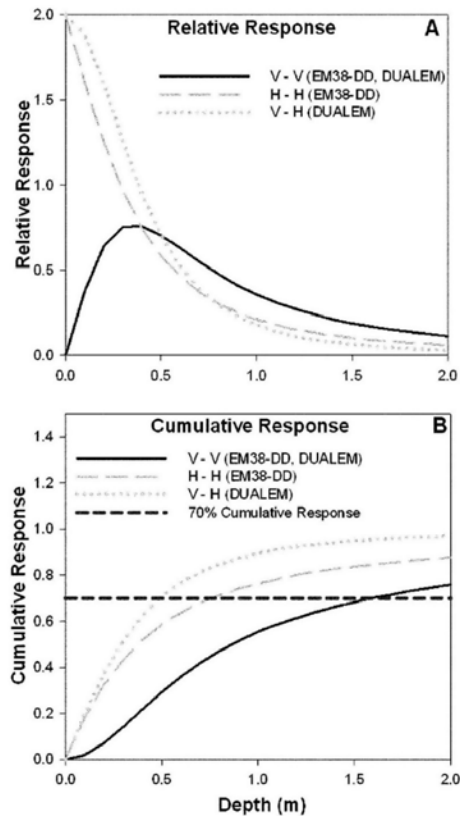 Relative Response A
V - V (EM38-DD, DUALEM)
H - H (EM38-DD)
V - H (DUALEM)
Relative Response
2.0
1.5
1.0
0.5
0.0
0.0 0.5 1.0 1.5 2.0
Cumulative Response B
V - V (EM38-DD, DUALEM)
H - H (EM38-DD)
V - H (DUALEM)
70% Cumulative Response
Cumulative Response
1.4
1.2
1.0
0.8
0.6
0.4
0.2
0.0
0.0 0.5 1.0 1.5 2.0
Depth (m)